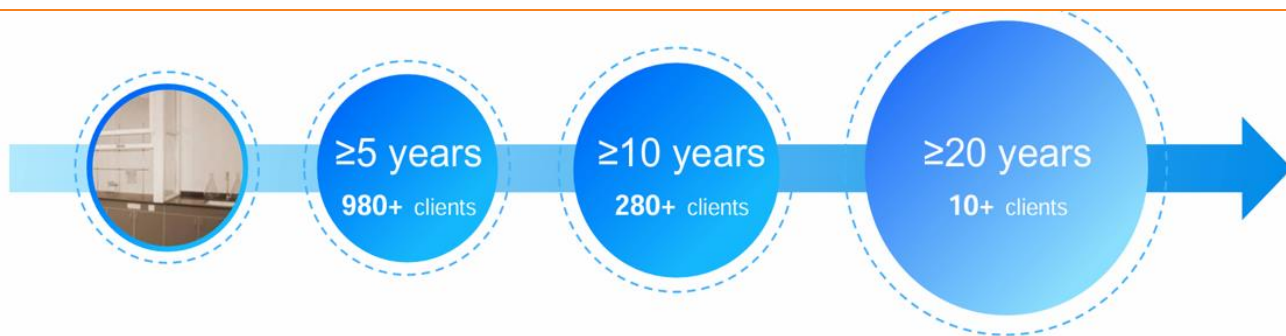 ≥5 years
980+ clients
≥10 years
280+ clients
≥20 years
10+ clients